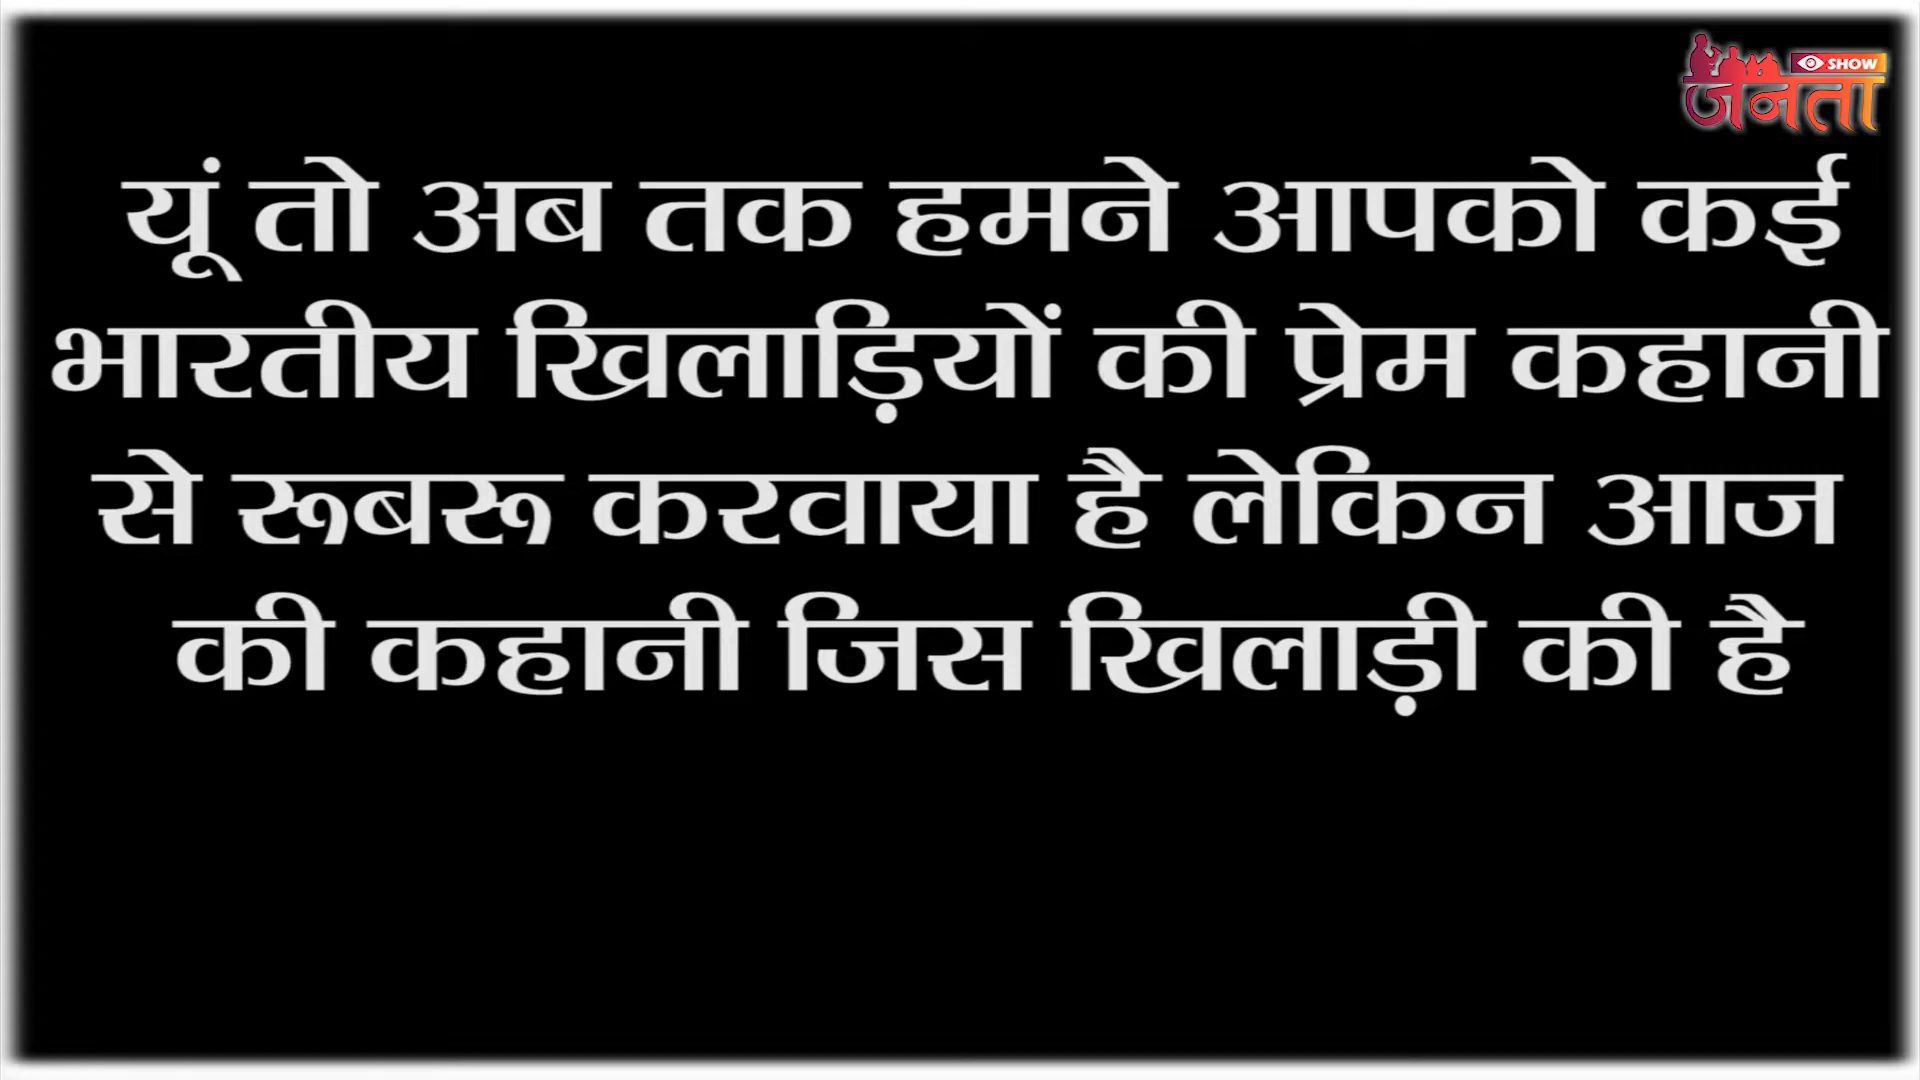 SHOW
जनता
यूं तो अब तक हमने आपको कई
भारतीय खिलाड़ियों की प्रेम कहानी
से रूबरू करवाया है लेकिन आज
की कहानी जिस खिलाड़ी की है